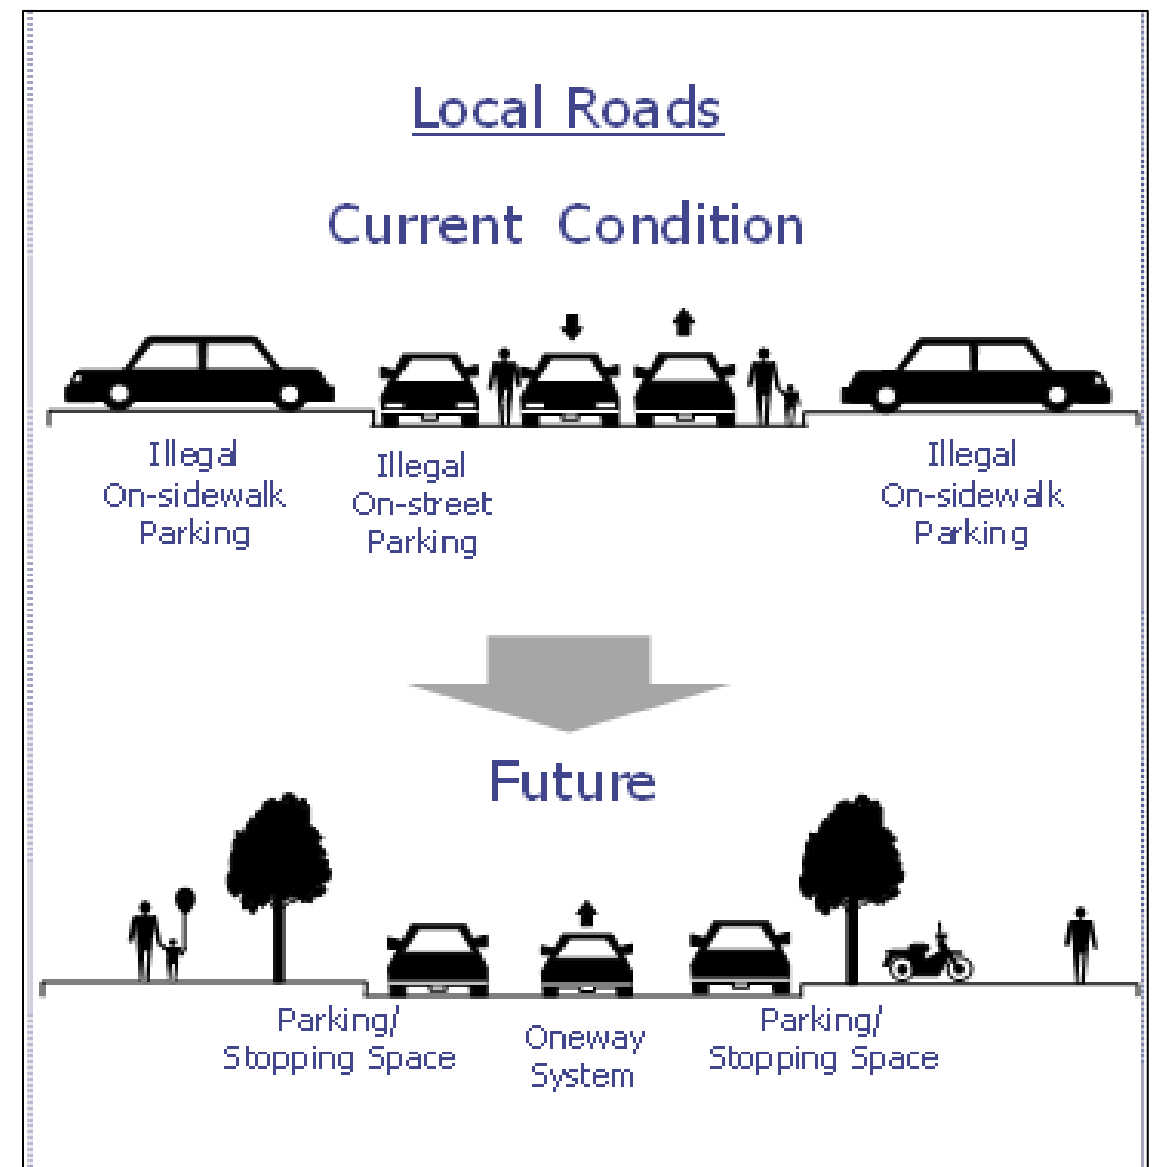 Local Roads
Current Condition
Illegal
On-sidewalk
Parking
Illegal
On-street
Parking
Illegal
On-sidewalk
Parking
Future
Parking/
Stopping Space
Oneway
System
Parking/
Stopping Space